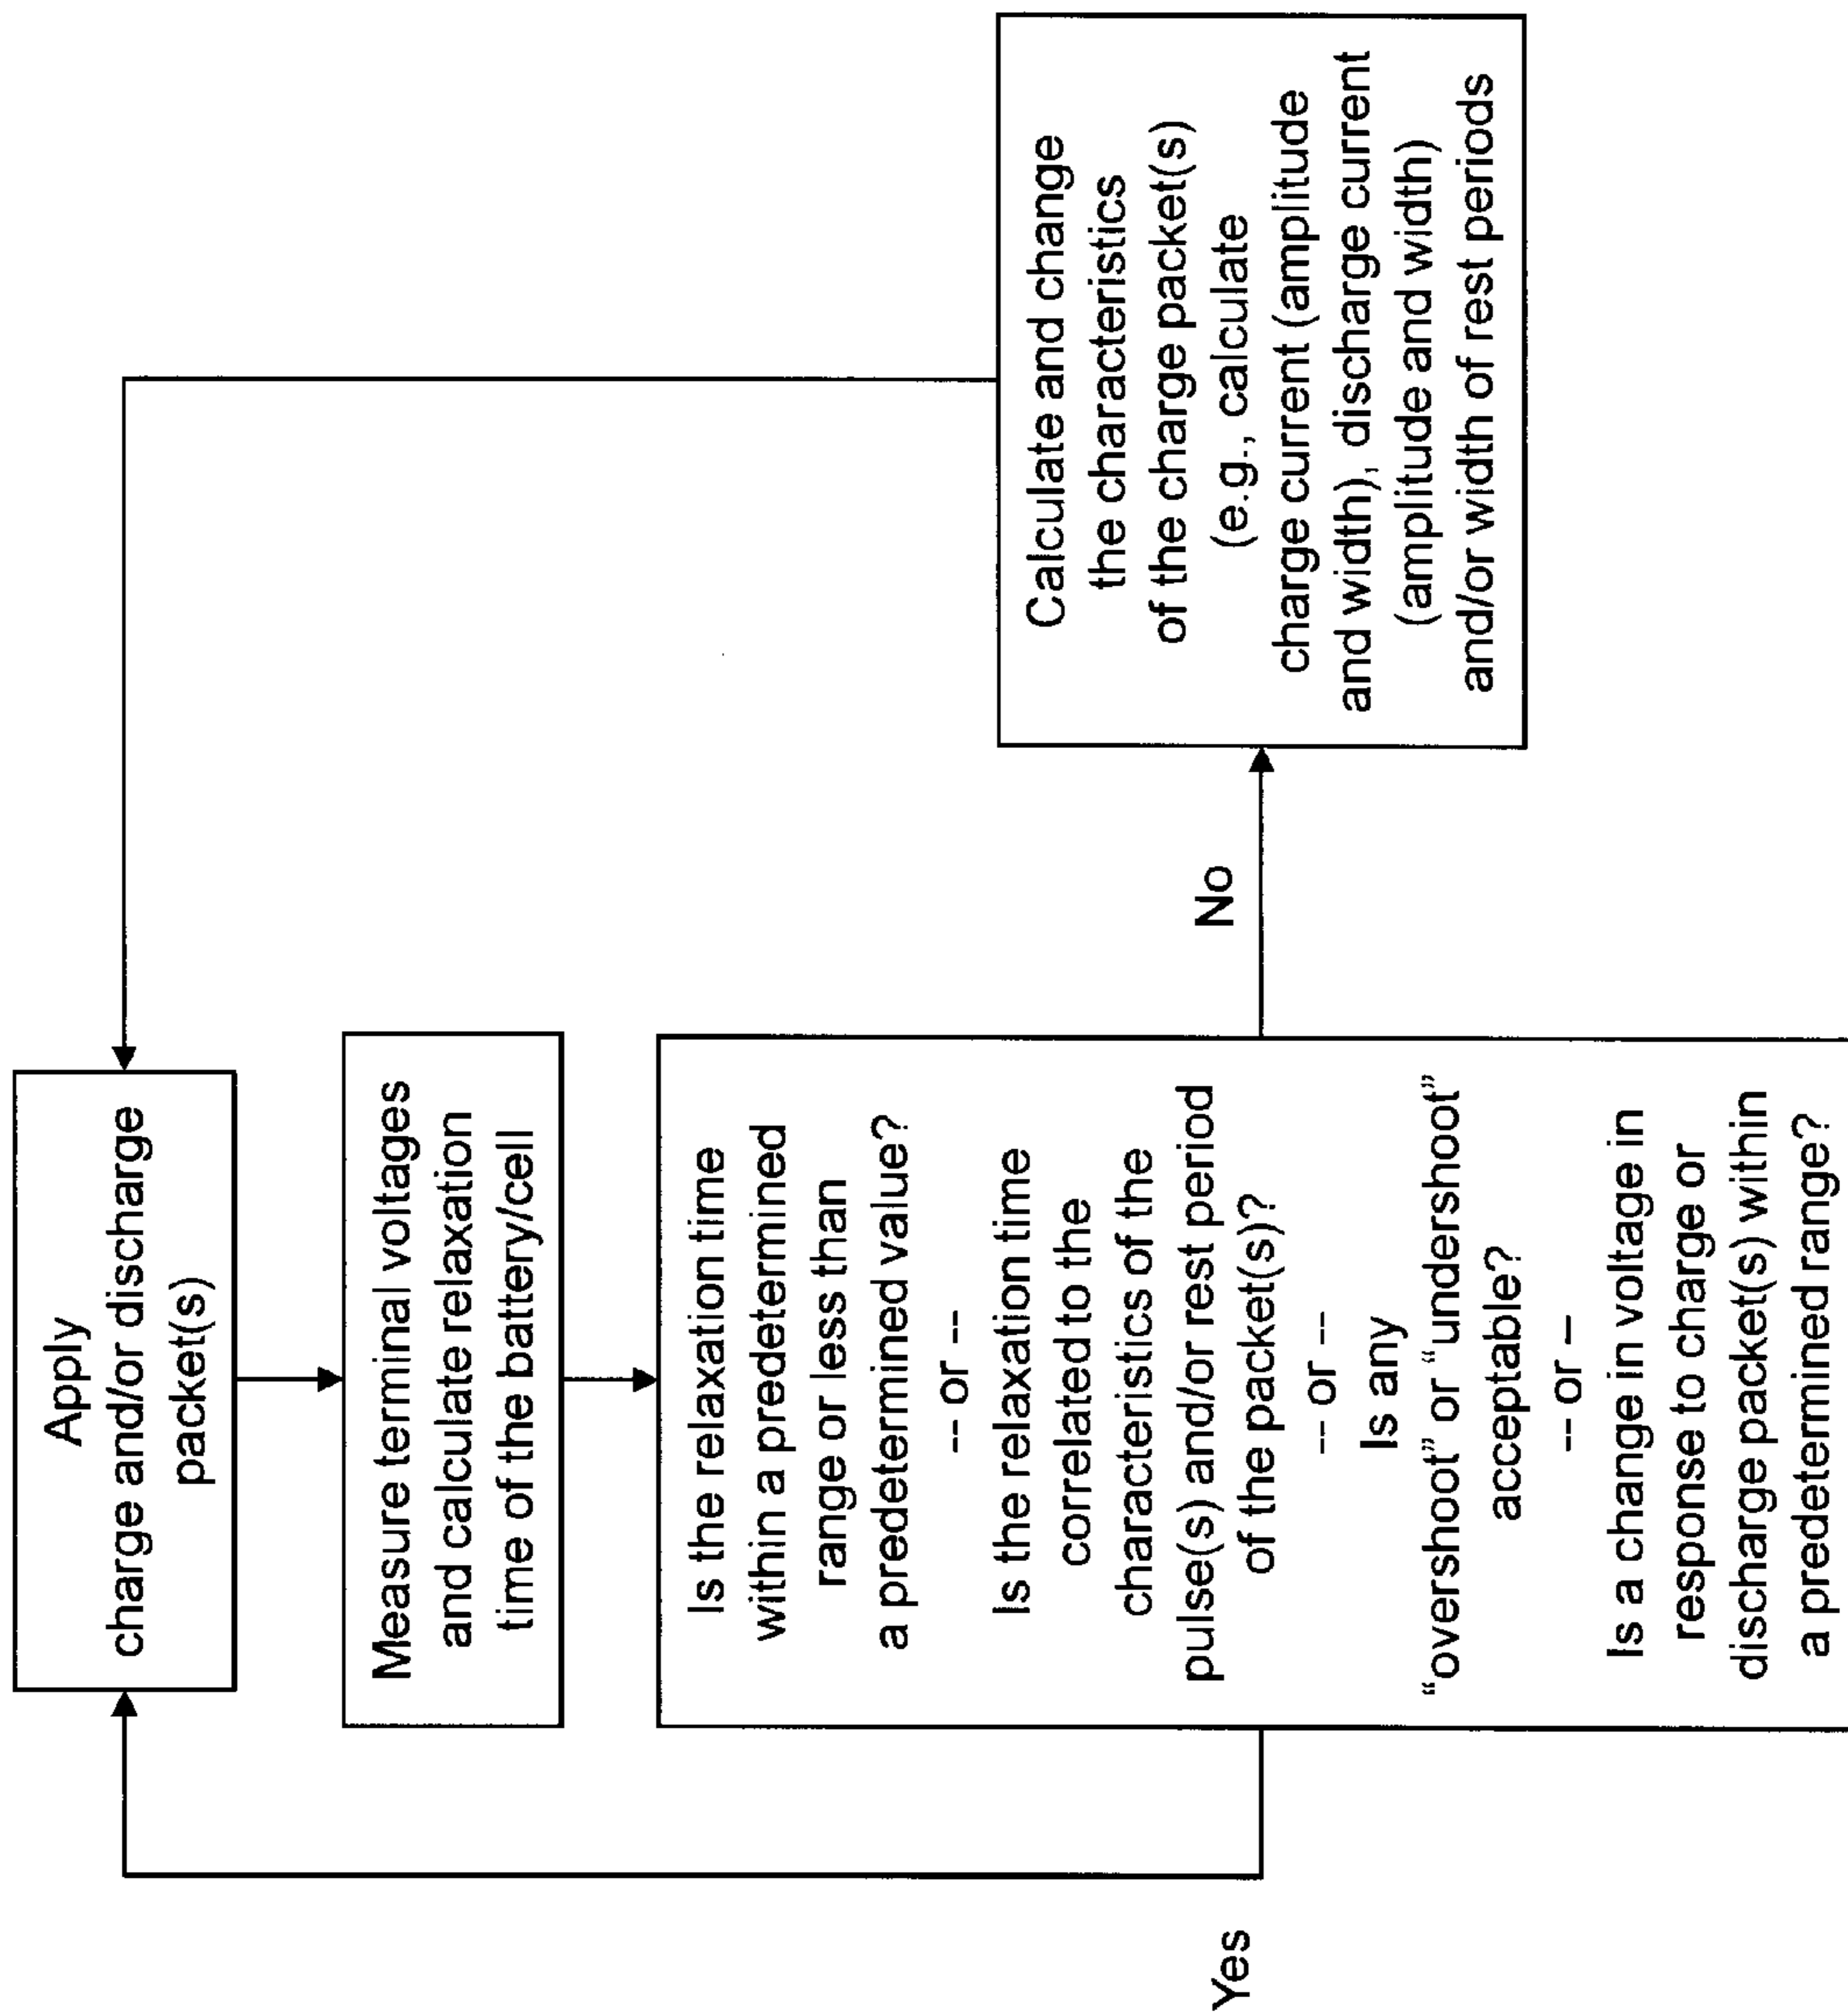 Apply
charge and/or discharge
packet(s)
Measure terminal voltages
and calculate relaxation
time of the battery/cell
Is the relaxation time
within a predetermined
range or less than
a predetermined value?
-- or --
Is the relaxation time
correlated to the
characteristics of the
pulse(s) and/or rest period
of the packet(s)?
-- or --
Is any
“overshoot” or “undershoot”
acceptable?
-- or –
Is a change in voltage in
response to charge or
discharge packet(s) within
a predetermined range?
Yes
No
Calculate and change
the characteristics
of the charge packet(s)
(e.g., calculate
charge current (amplitude
and width), discharge current
(amplitude and width)
and/or width of rest periods